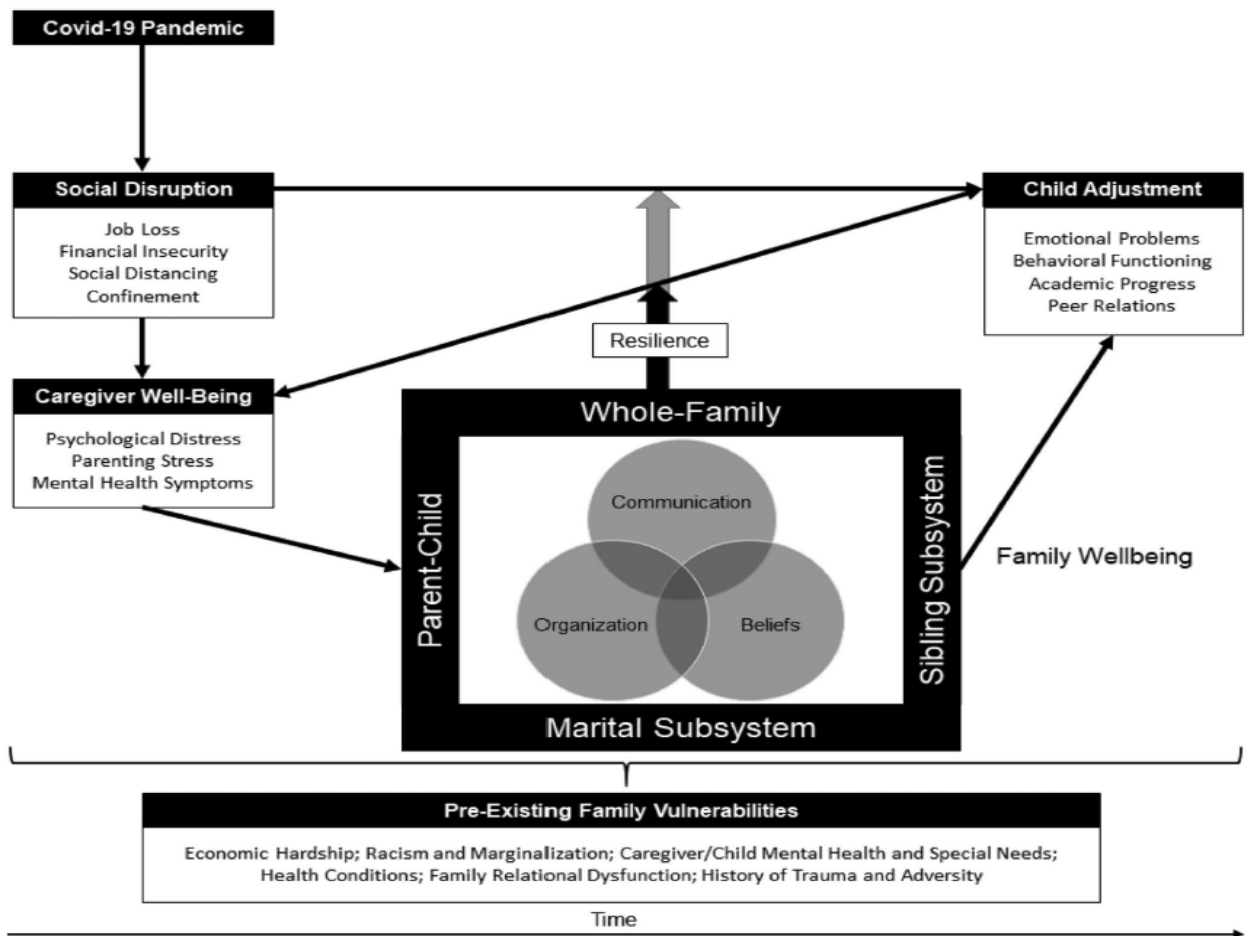 Covid-19 Pandemic
Social Disruption
Job Loss
Financial Insecurity
Social Distancing
Confinement
Child Adjustment
Emotional Problems
Behavioral Functioning
Academic Progress
Peer Relations
Resilience
Caregiver Well-Being
Psychological Distress
Parenting Stress
Mental Health Symptoms
Whole-Family
Parent-Child
Communication
Organization
Beliefs
Sibling Subsystem
Marital Subsystem
Family Wellbeing
Pre-Existing Family Vulnerabilities
Economic Hardship; Racism and Marginalization; Caregiver/Child Mental Health and Special Needs;
Health Conditions; Family Relational Dysfunction; History of Trauma and Adversity
Time